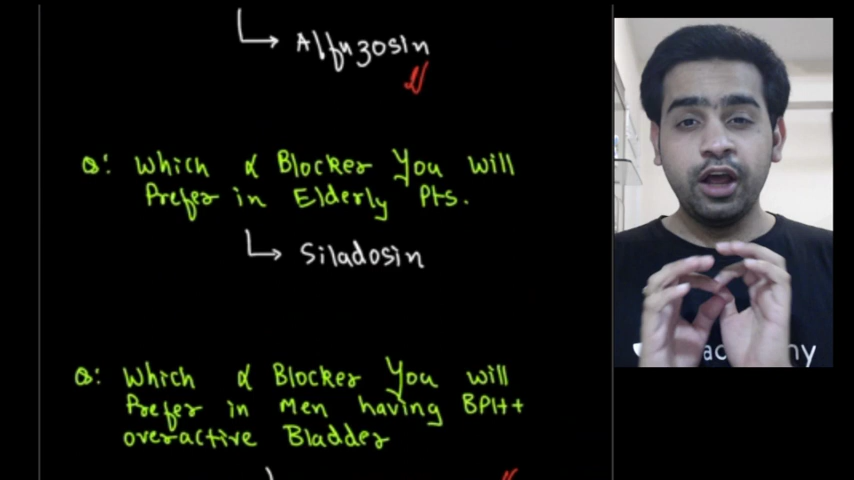 Alfuzosin
Q: Which α Blocker You will
Prefer in Elderly Pts.
Siladosin
Q: Which α Blocker You will
Prefer in Men having BPH+
overactive Bladder